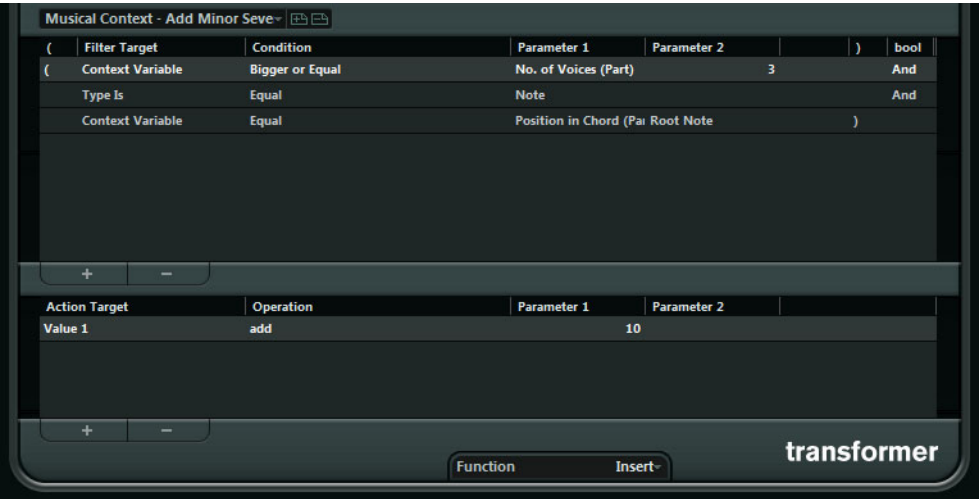 Musical Context - Add Minor Seve
( Filter Target Condition Parameter 1 Parameter 2 ) bool
( Context Variable Bigger or Equal No. of Voices (Part) 3 And
Type Is Equal Note And
Context Variable Equal Position in Chord (Par Root Note )
+ −
Action Target Operation Parameter 1 Parameter 2
Value 1 add 10
+ −
transformer
Function Insert